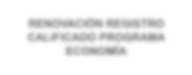 RENOVACIÓN REGISTRO
CALIFICADO PROGRAMA
ECONOMÍA